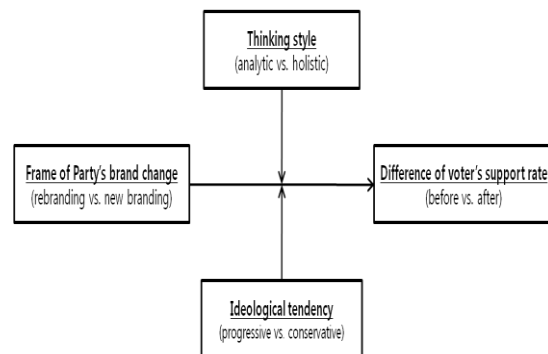 Thinking style
(analytic vs. holistic)
Frame of Party's brand change
(rebranding vs. new branding)
Difference of voter's support rate
(before vs. after)
Ideological tendency
(progressive vs. conservative)